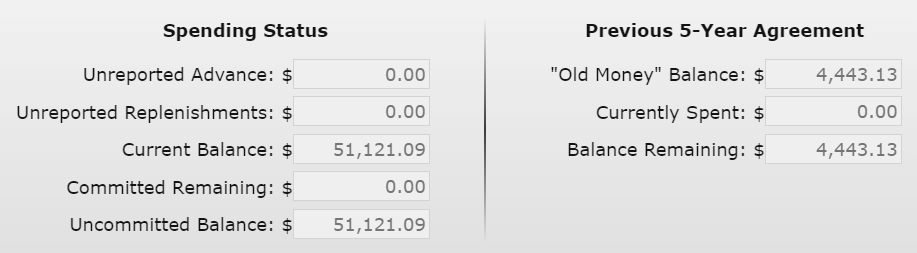 Spending Status
Unreported Advance: $ 0.00
Unreported Replenishments: $ 0.00
Current Balance: $ 51,121.09
Committed Remaining: $ 0.00
Uncommitted Balance: $ 51,121.09
Previous 5-Year Agreement
"Old Money" Balance: $ 4,443.13
Currently Spent: $ 0.00
Balance Remaining: $ 4,443.13